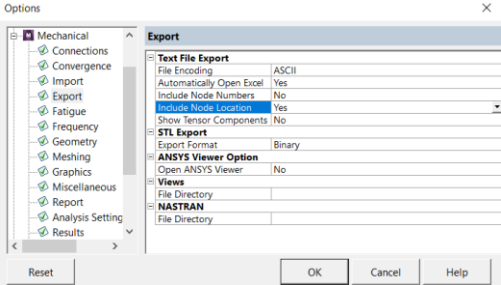 Options
Mechanical
Connections
Convergence
Import
Export
Fatigue
Frequency
Geometry
Meshing
Graphics
Miscellaneous
Report
Analysis Setting
Results
Export
Text File Export
File Encoding ASCII
Automatically Open Excel Yes
Include Node Numbers No
Include Node Location Yes
Show Tensor Components No
STL Export
Export Format Binary
ANSYS Viewer Option
Open ANSYS Viewer No
Views
File Directory
NASTRAN
File Directory
Reset OK Cancel Help